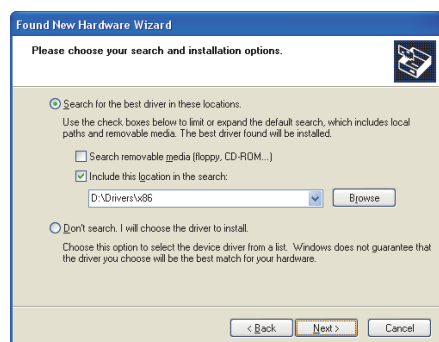 Found New Hardware Wizard
Please choose your search and installation options.
Search for the best driver in these locations.
Use the check boxes below to limit or expand the default search, which includes local
paths and removable media. The best driver found will be installed.
Search removable media (floppy, CD-ROM...)
Include this location in the search:
D:\Drivers\x86
Browse
Don't search. I will choose the driver to install.
Choose this option to select the device driver from a list. Windows does not guarantee that
the driver you choose will be the best match for your hardware.
< Back
Next >
Cancel